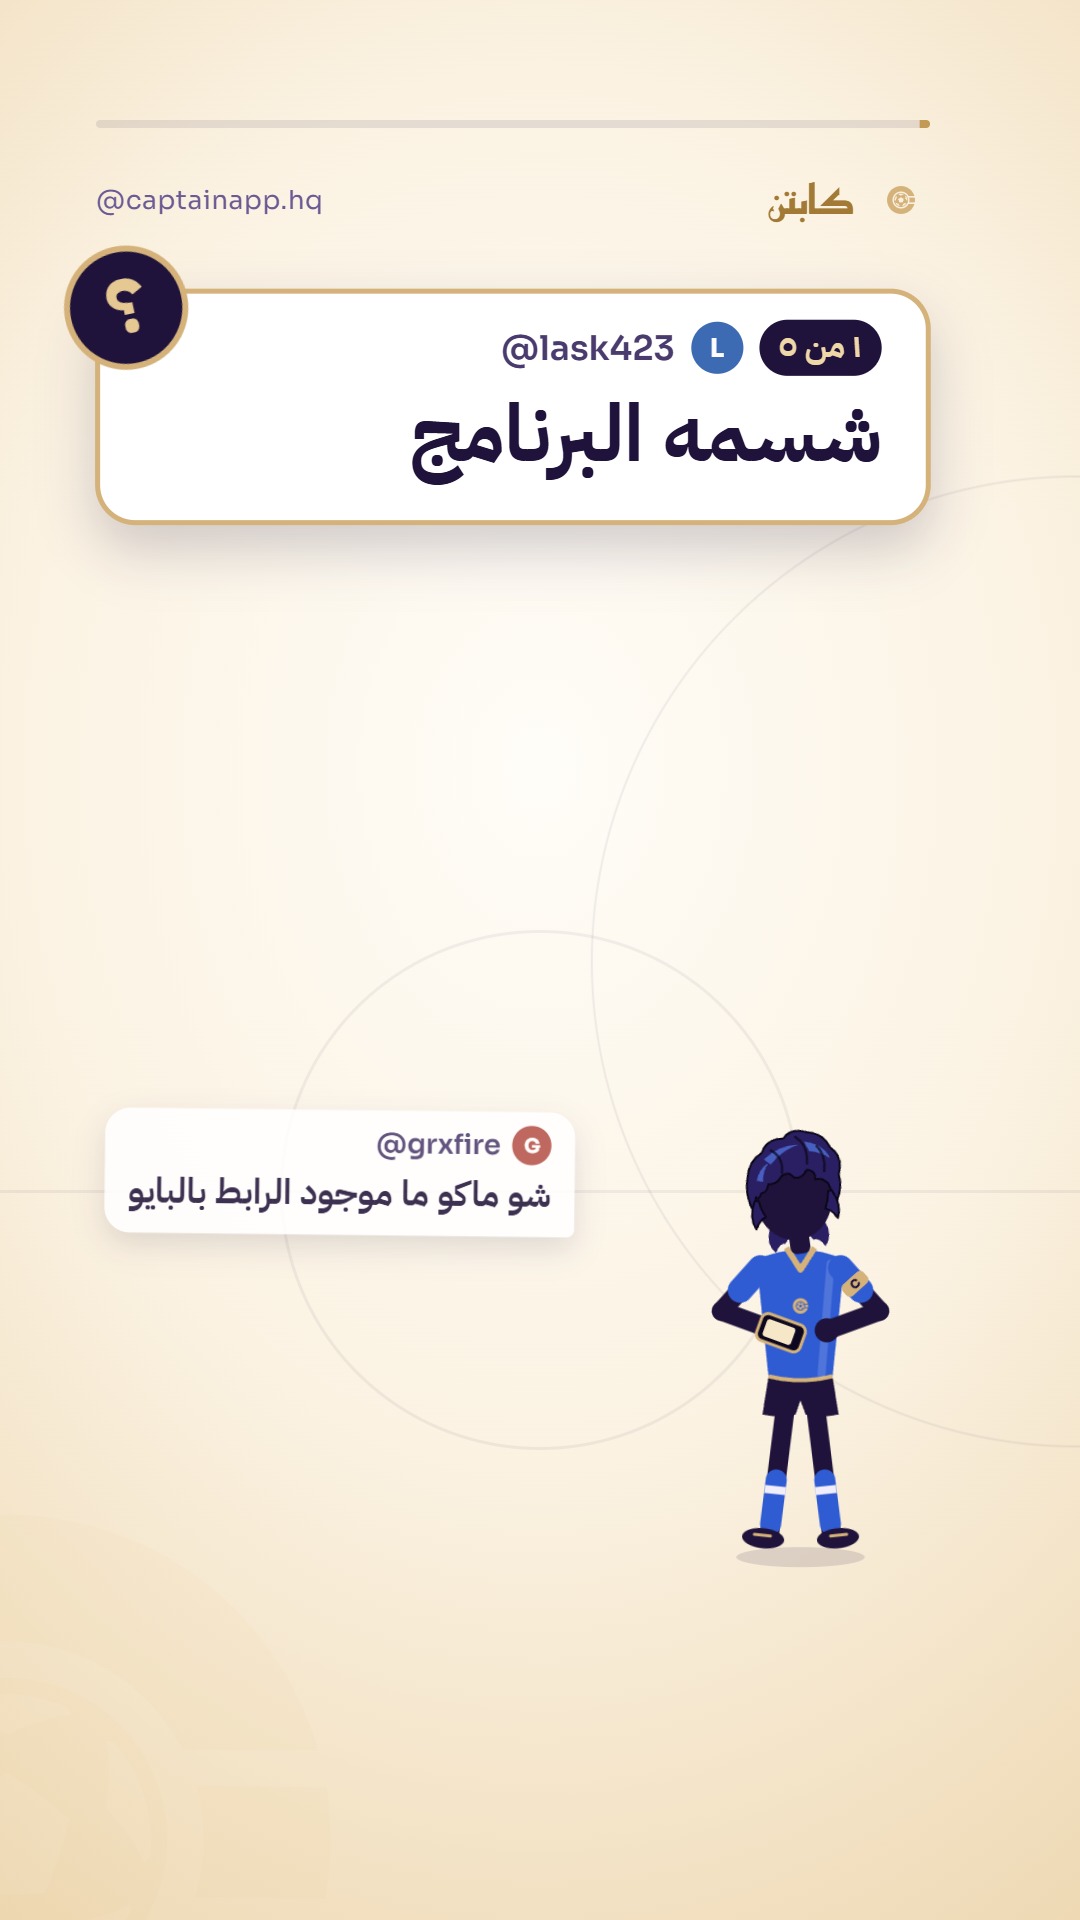 كابتن
@captainapp.hq
؟
١ من ٥
L @lask423
شسمه البرنامج
G @grxfire
شو ماكو ما موجود الرابط بالبايو
C